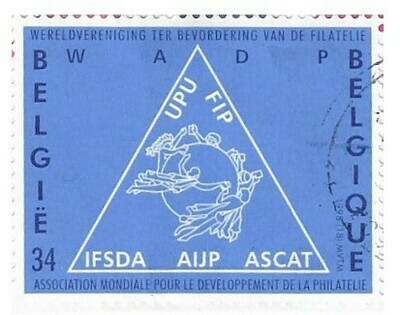 WERELDVERENIGING TER BEVORDERING VAN DE FILATELIE
W A D P
BELGIË
BELGIQUE
UPU FIP
34
IFSDA AIJP ASCAT
ASSOCIATION MONDIALE POUR LE DEVELOPPEMENT DE LA PHILATELIE